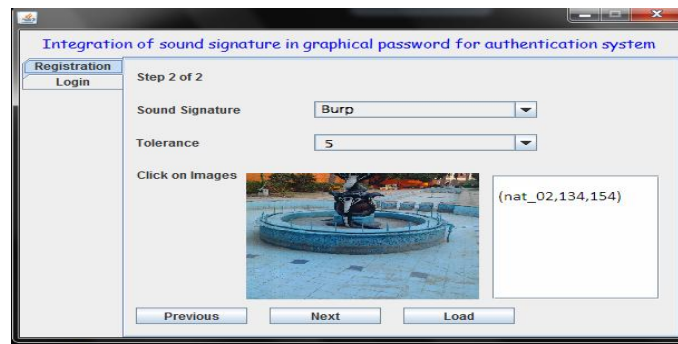 Integration of sound signature in graphical password for authentication system
Registration
Login
Step 2 of 2
Sound Signature
Burp
Tolerance
5
Click on Images
(nat_02,134,154)
Previous
Next
Load